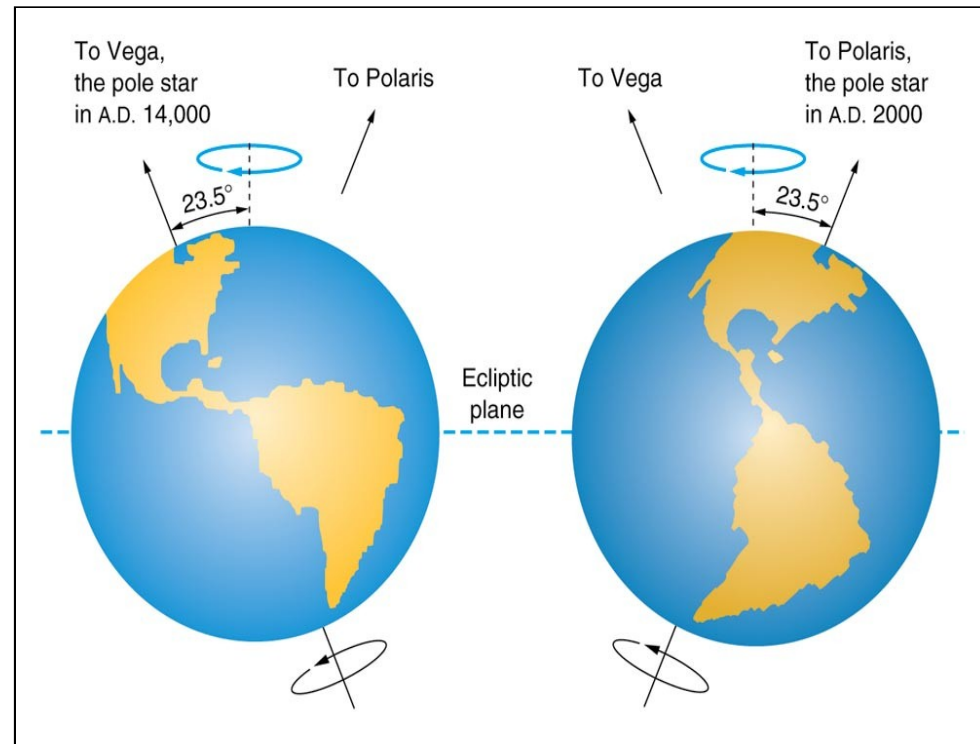 To Vega,
the pole star
in A.D. 14,000
To Polaris
23.5°
To Vega
To Polaris,
the pole star
in A.D. 2000
23.5°
Ecliptic
plane